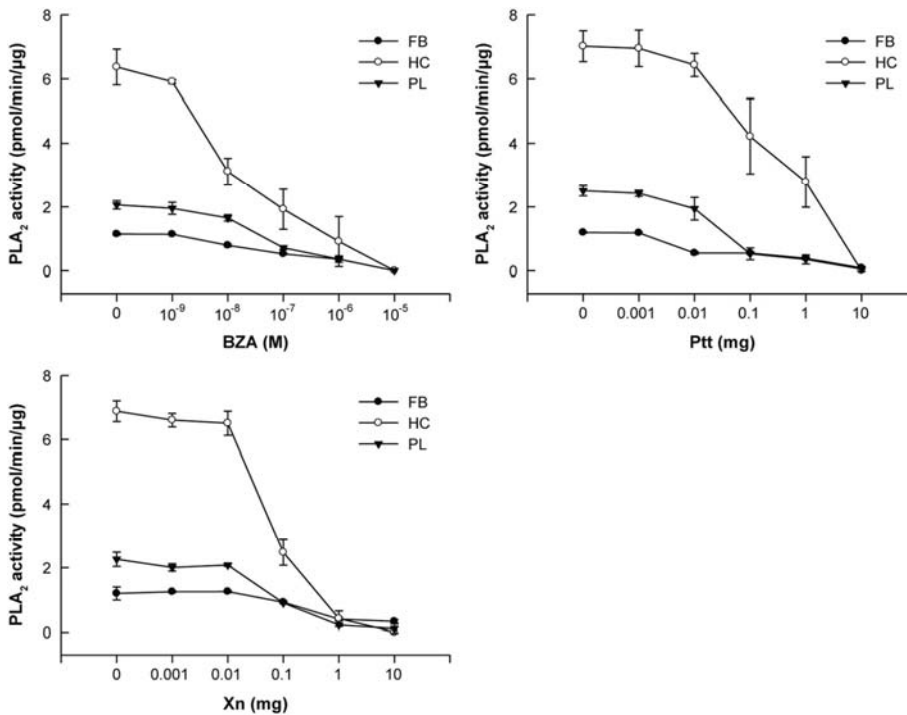 8
6
4
2
0
PLA₂ activity (pmol/min/µg)
FB
HC
PL
0 10⁻⁹ 10⁻⁸ 10⁻⁷ 10⁻⁶ 10⁻⁵
BZA (M)
8
6
4
2
0
PLA₂ activity (pmol/min/µg)
FB
HC
PL
0 0.001 0.01 0.1 1 10
Ptt (mg)
8
6
4
2
0
PLA₂ activity (pmol/min/µg)
FB
HC
PL
0 0.001 0.01 0.1 1 10
Xn (mg)